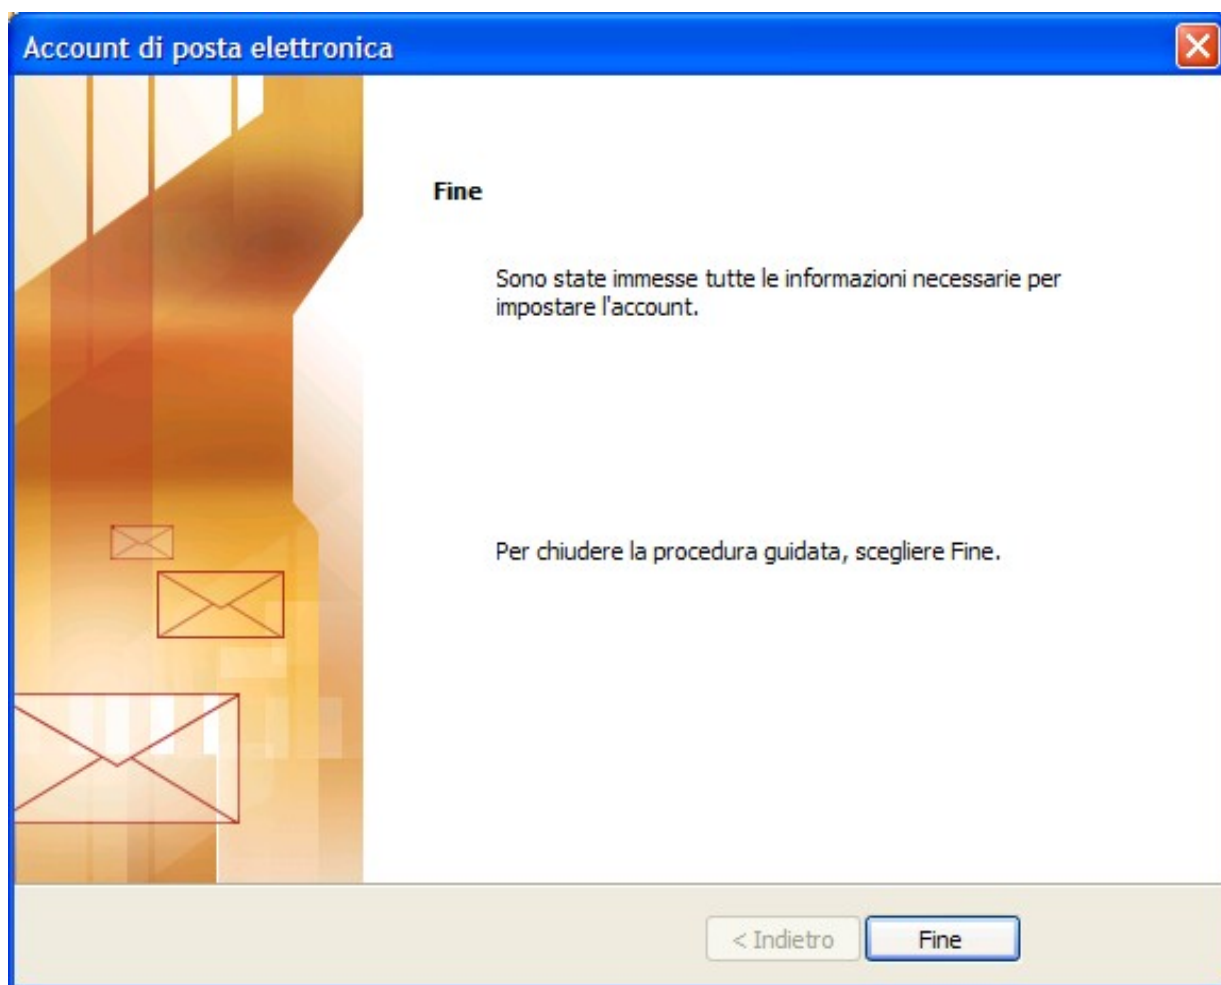 Account di posta elettronica
Fine
Sono state immesse tutte le informazioni necessarie per
impostare l'account.
Per chiudere la procedura guidata, scegliere Fine.
< Indietro
Fine